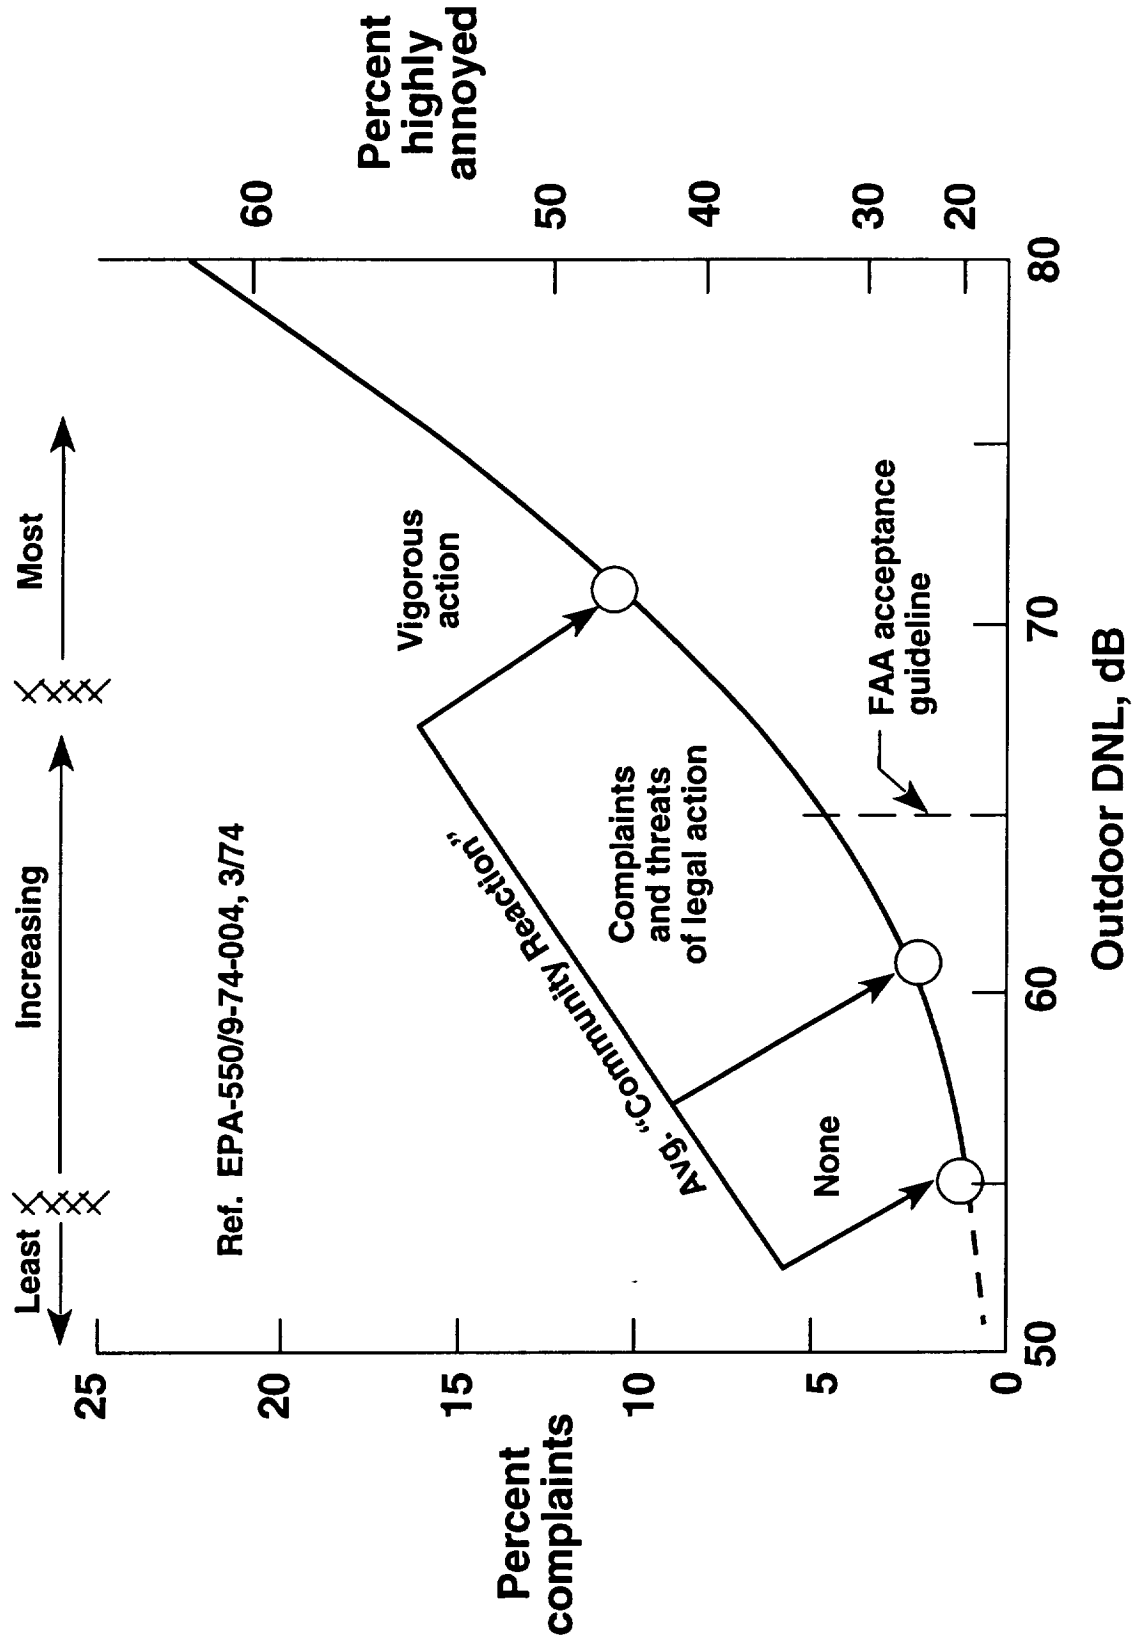 Least
Increasing
Most
Ref. EPA-550/9-74-004, 3/74
Percent
complaints
25
20
15
10
5
0
Avg. “Community Reaction”
None
Complaints
and threats
of legal action
Vigorous
action
FAA acceptance
guideline
Percent
highly
annoyed
60
50
40
30
20
50
60
70
80
Outdoor DNL, dB